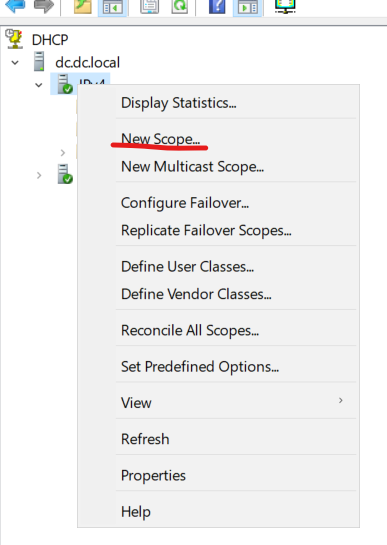 DHCP
dc.dc.local
IPv4
Display Statistics...
New Scope...
New Multicast Scope...
Configure Failover...
Replicate Failover Scopes...
Define User Classes...
Define Vendor Classes...
Reconcile All Scopes...
Set Predefined Options...
View
Refresh
Properties
Help